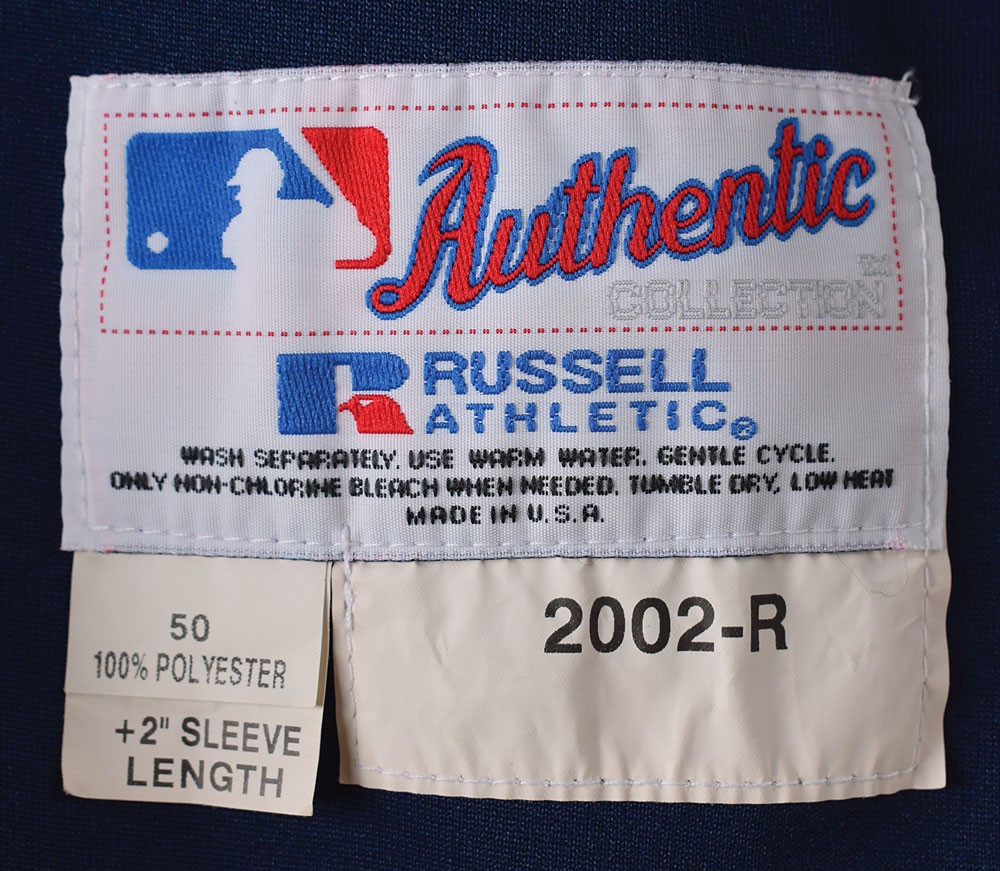 Authentic
™
COLLECTION
RUSSELL
ATHLETIC®
WASH SEPARATELY. USE WARM WATER. GENTLE CYCLE.
ONLY NON-CHLORINE BLEACH WHEN NEEDED. TUMBLE DRY, LOW HEAT
MADE IN U.S.A.
50
100% POLYESTER
+2" SLEEVE
LENGTH
2002-R